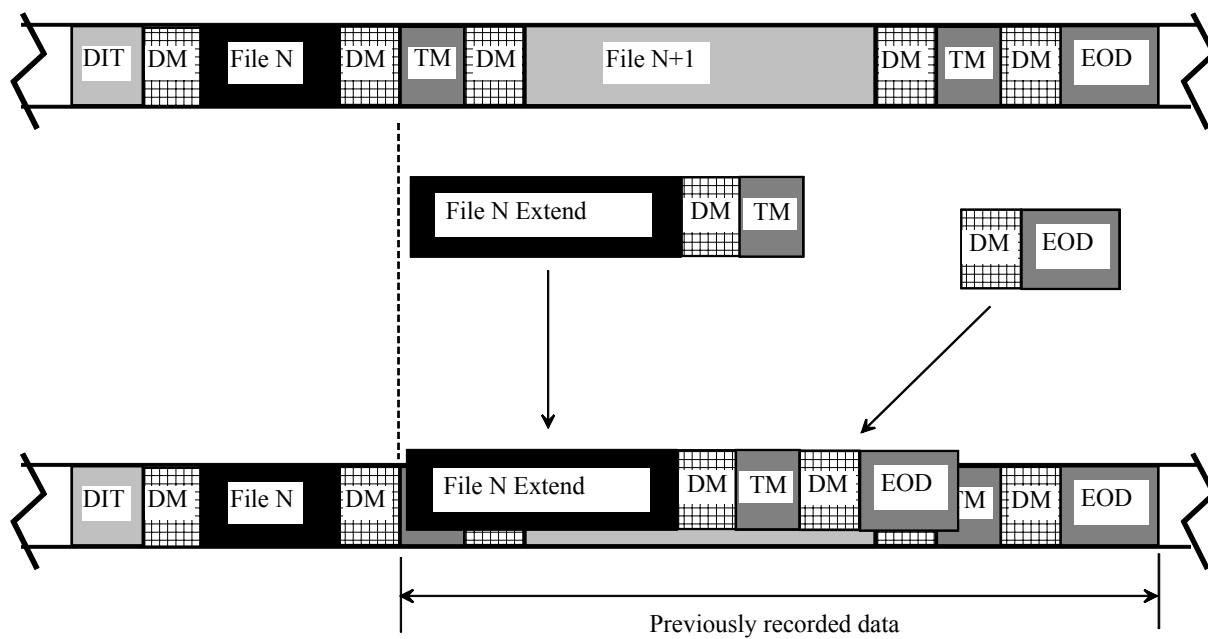 DIT DM File N DM TM DM File N+1 DM TM DM EOD
File N Extend DM TM
DM EOD
DIT DM File N DM File N Extend DM TM DM EOD TM DM EOD
Previously recorded data